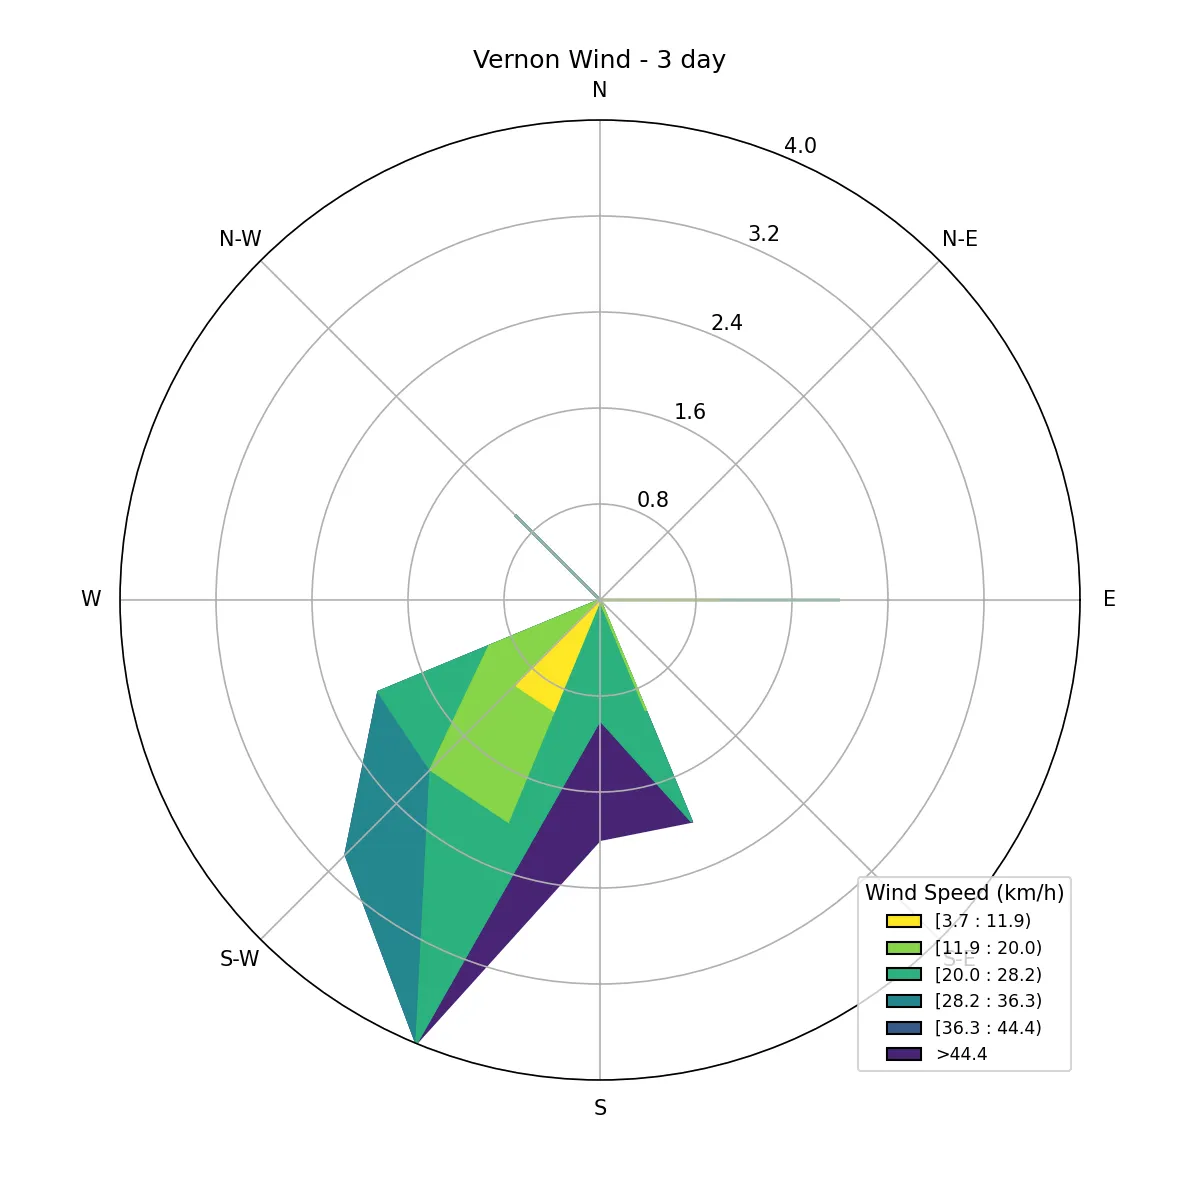 Vernon Wind - 3 day
N
4.0
N-W
3.2
N-E
2.4
1.6
0.8
W
E
S-W
S-E
S
Wind Speed (km/h)
[3.7 : 11.9)
[11.9 : 20.0)
[20.0 : 28.2)
[28.2 : 36.3)
[36.3 : 44.4)
>44.4